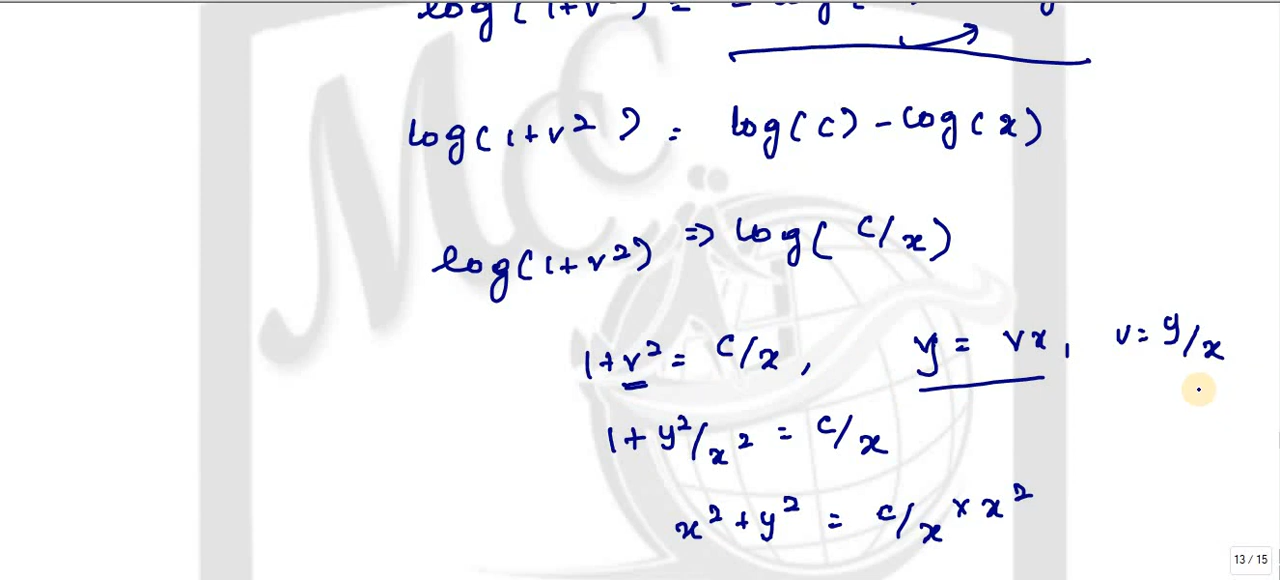 log(1+v²) = log(c) - log(x)
log(1+v²) ⇒ log(c/x)
1+v² = c/x, y = vx, v = y/x
1+y²/x² = c/x
x²+y² = c/x × x²
13 / 15